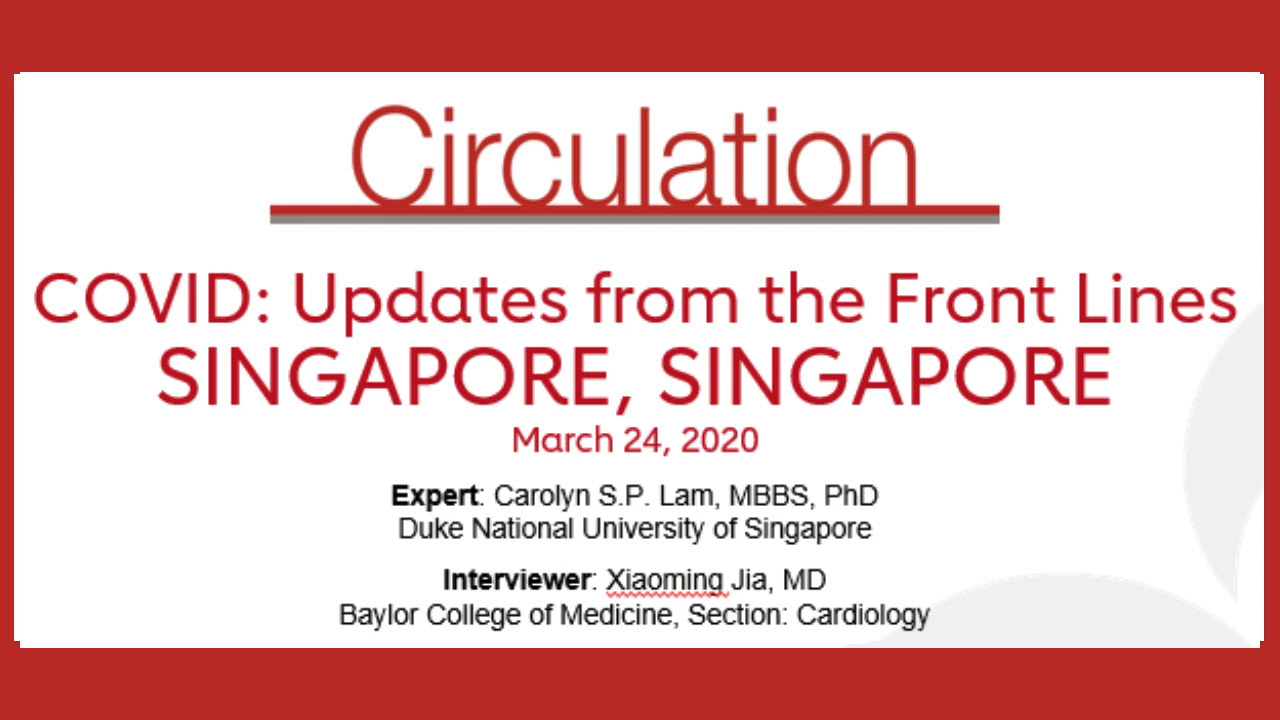 Circulation
COVID: Updates from the Front Lines
SINGAPORE, SINGAPORE
March 24, 2020
Expert: Carolyn S.P. Lam, MBBS, PhD
Duke National University of Singapore
Interviewer: Xiaoming Jia, MD
Baylor College of Medicine, Section: Cardiology